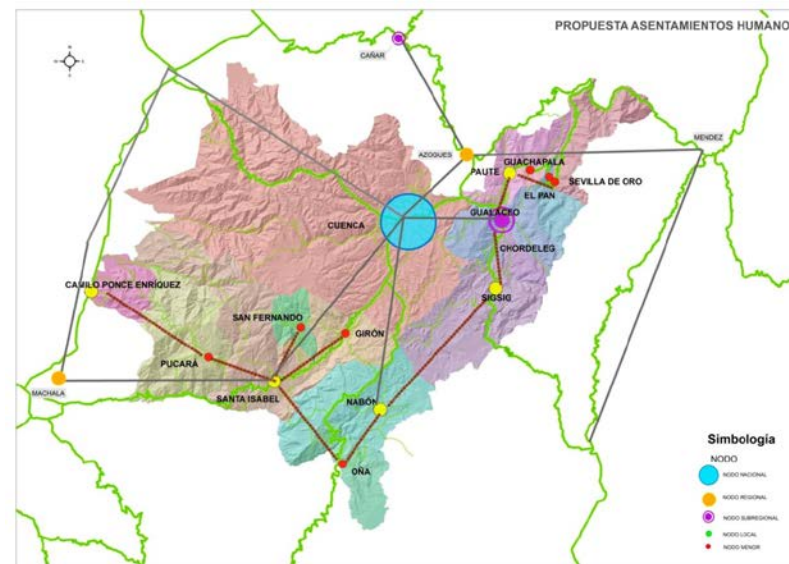 PROPUESTA ASENTAMIENTOS HUMANO
N
CAÑAR
AZOGUES
MENDEZ
GUACHAPALA
PAUTE
SEVILLA DE ORO
EL PAN
GUALACEO
CUENCA
CHORDELEG
CAMILO PONCE ENRÍQUEZ
SIGSIG
SAN FERNANDO
GIRÓN
PUCARÁ
MACHALA
SANTA ISABEL
NABÓN
OÑA
Simbología
NODO
NODO NACIONAL
NODO REGIONAL
NODO SUBREGIONAL
NODO LOCAL
NODO MENOR